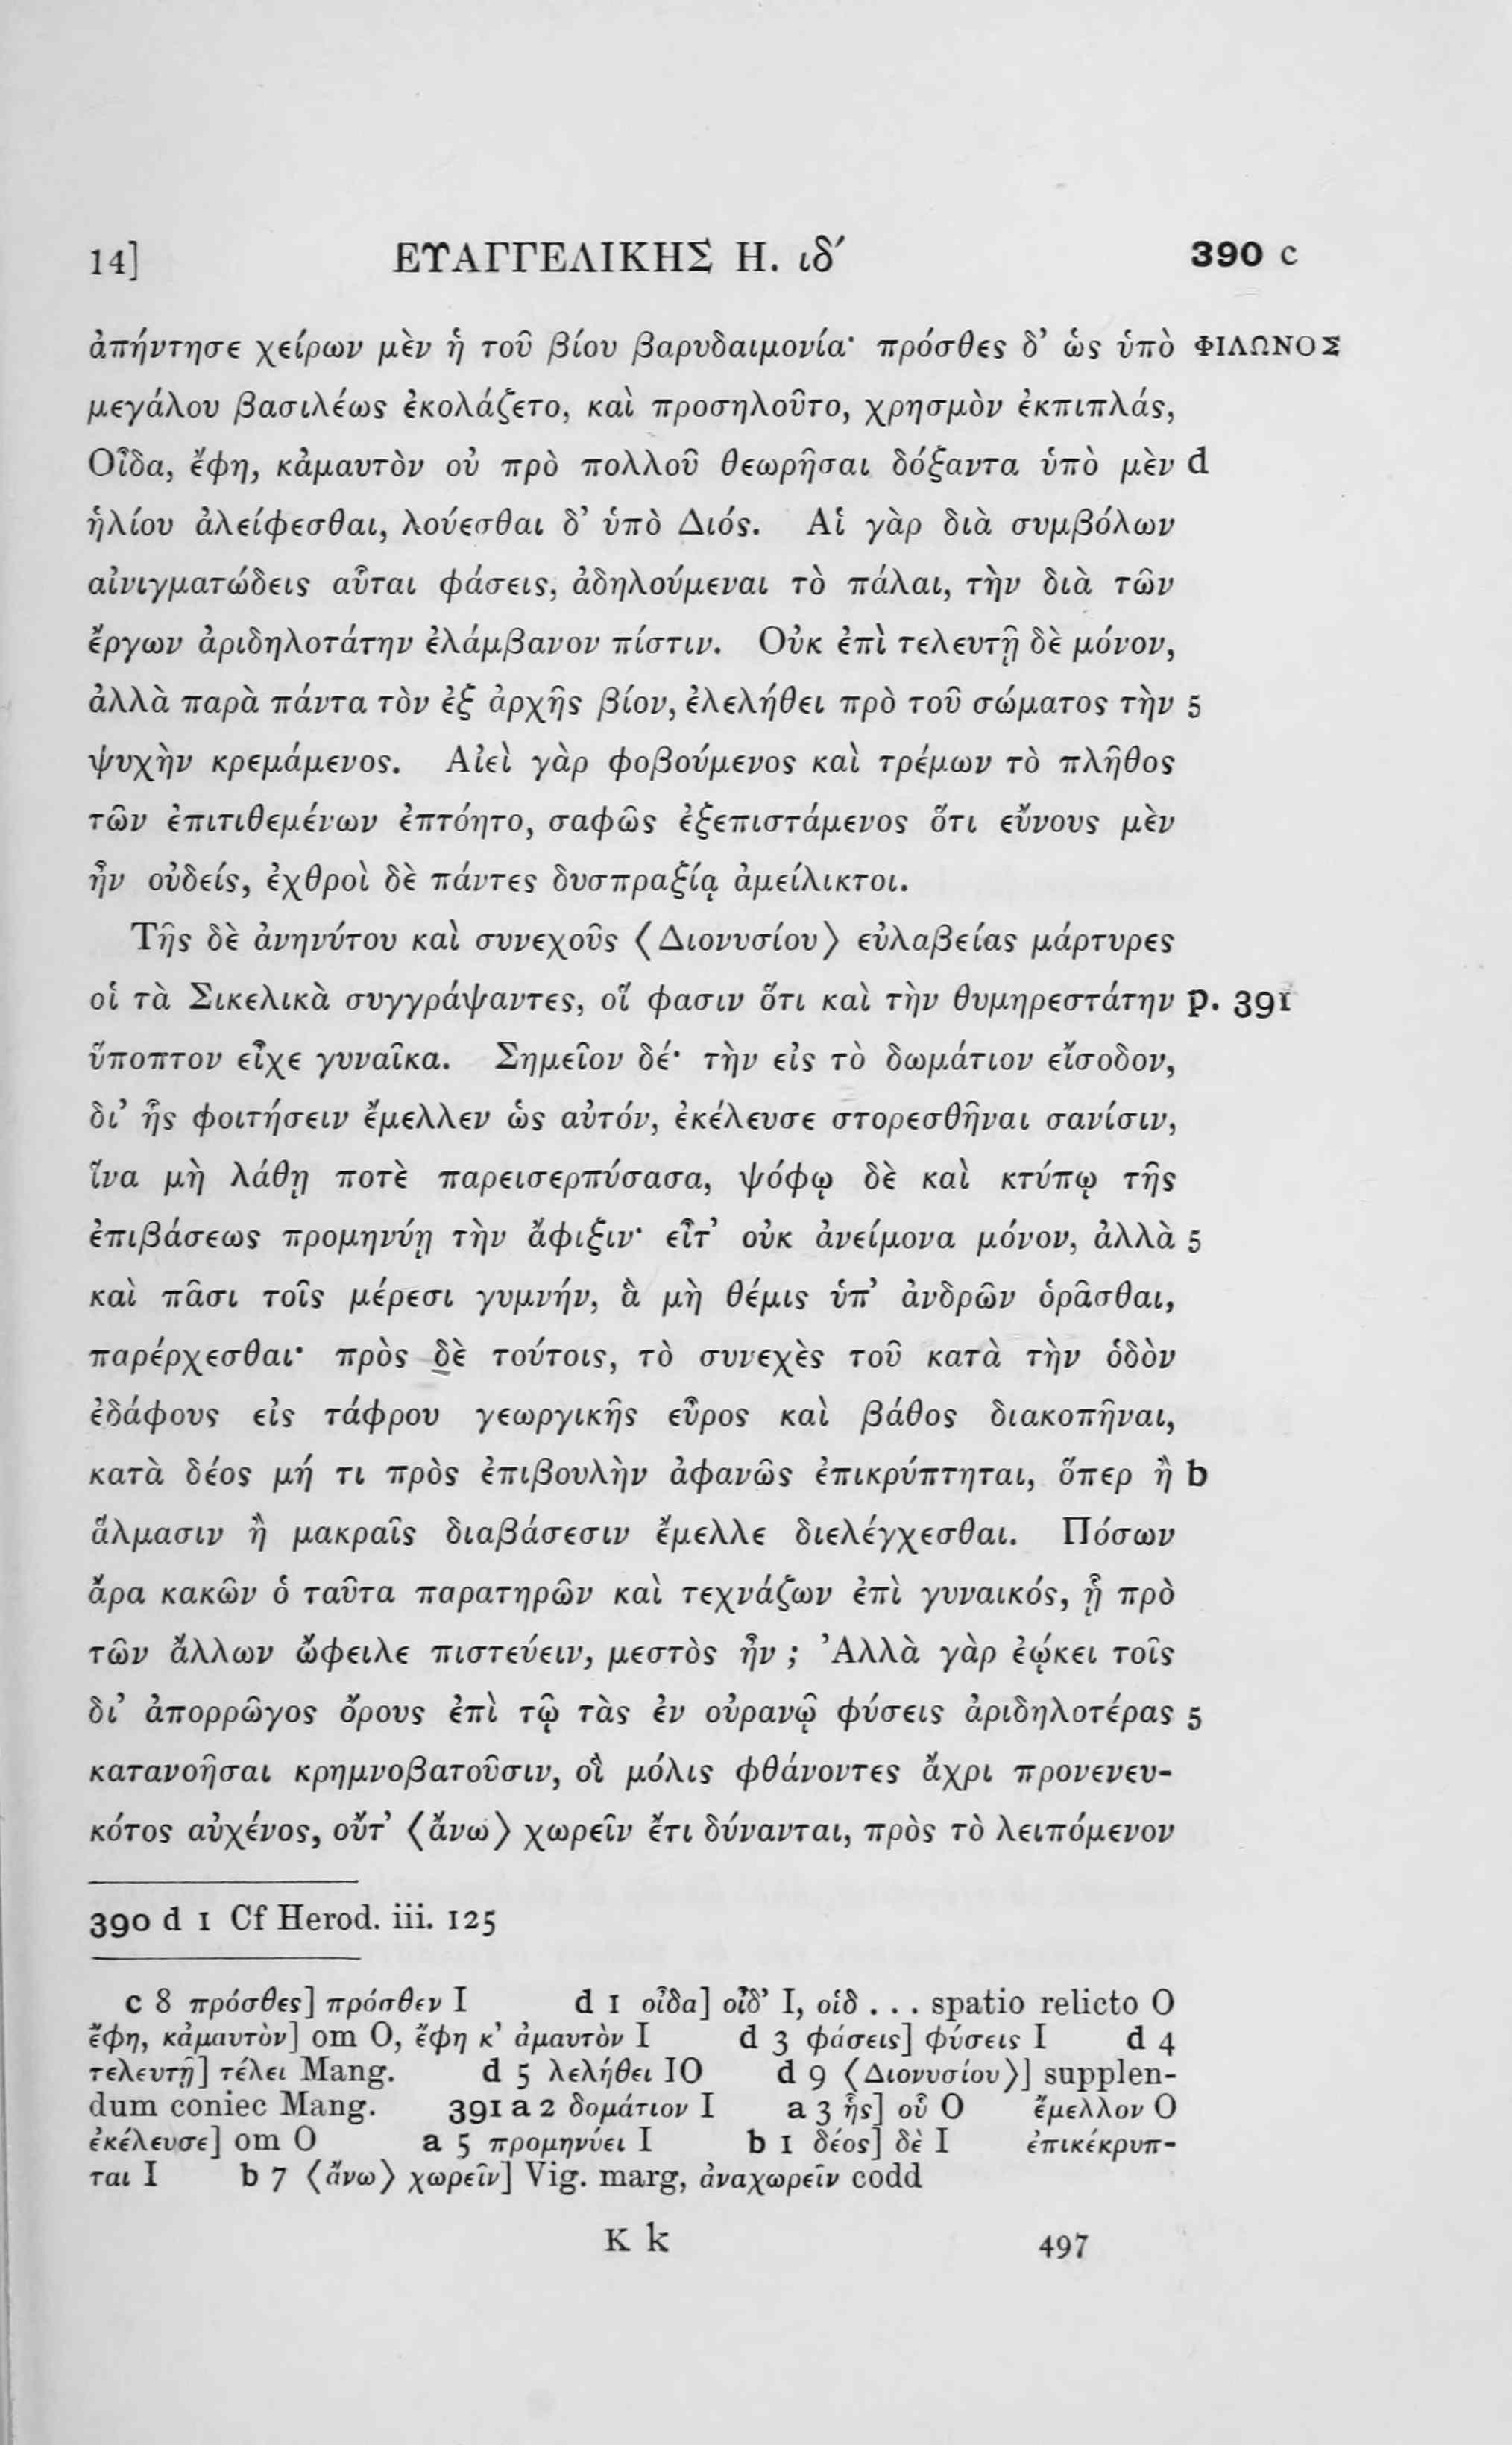 14] ΕΥΑΓΓΕΛΙΚΗΣ Η. ιδʹ 390 c
ἀπήντησε χείρων μὲν ἡ τοῦ βίου βαρυδαιμονία· πρόσθες δ’ ὡς ὑπὸ ΦΙΛΩΝΟΣ
μεγάλου βασιλέως ἐκολάζετο, καὶ προσηλοῦτο, χρησμὸν ἐκπιπλάς,
Οἶδα, ἔφη, κἀμαυτὸν οὐ πρὸ πολλοῦ θεωρῆσαι δόξαντα ὑπὸ μὲν d
ἡλίου ἀλείφεσθαι, λούεσθαι δ’ ὑπὸ Διός. Αἱ γὰρ διὰ συμβόλων
αἰνιγματώδεις αὗται φάσεις, ἀδηλούμεναι τὸ πάλαι, τὴν διὰ τῶν
ἔργων ἀριδηλοτάτην ἐλάμβανον πίστιν. Οὐκ ἐπὶ τελευτῇ δὲ μόνον,
ἀλλὰ παρὰ πάντα τὸν ἐξ ἀρχῆς βίον, ἐλελήθει πρὸ τοῦ σώματος τὴν 5
ψυχὴν κρεμάμενος. Αἰεὶ γὰρ φοβούμενος καὶ τρέμων τὸ πλῆθος
τῶν ἐπιτιθεμένων ἐπτόητο, σαφῶς ἐξεπιστάμενος ὅτι εὔνους μὲν
ἦν οὐδείς, ἐχθροὶ δὲ πάντες δυσπραξίᾳ ἀμείλικτοι.
Τῆς δὲ ἀνηνύτου καὶ συνεχοῦς ⟨Διονυσίου⟩ εὐλαβείας μάρτυρες
οἱ τὰ Σικελικὰ συγγράψαντες, οἵ φασιν ὅτι καὶ τὴν θυμηρεστάτην p. 391
ὕποπτον εἶχε γυναῖκα. Σημεῖον δέ· τὴν εἰς τὸ δωμάτιον εἴσοδον,
δι’ ἧς φοιτήσειν ἔμελλεν ὡς αὐτόν, ἐκέλευσε στορεσθῆναι σανίσιν,
ἵνα μὴ λάθῃ ποτὲ παρεισερπύσασα, ψόφῳ δὲ καὶ κτύπῳ τῆς
ἐπιβάσεως προμηνύῃ τὴν ἄφιξιν· εἶτ’ οὐκ ἀνείμονα μόνον, ἀλλὰ 5
καὶ πᾶσι τοῖς μέρεσι γυμνήν, ἃ μὴ θέμις ὑπ’ ἀνδρῶν ὁρᾶσθαι,
παρέρχεσθαι· πρὸς δὲ τούτοις, τὸ συνεχὲς τοῦ κατὰ τὴν ὁδὸν
ἐδάφους εἰς τάφρου γεωργικῆς εὖρος καὶ βάθος διακοπῆναι,
κατὰ δέος μή τι πρὸς ἐπιβουλὴν ἀφανῶς ἐπικρύπτηται, ὅπερ ἢ b
ἅλμασιν ἢ μακραῖς διαβάσεσιν ἔμελλε διελέγχεσθαι. Πόσων
ἄρα κακῶν ὁ ταῦτα παρατηρῶν καὶ τεχνάζων ἐπὶ γυναικός, ᾗ πρὸ
τῶν ἄλλων ὤφειλε πιστεύειν, μεστὸς ἦν ; Ἀλλὰ γὰρ ἐῴκει τοῖς
δι’ ἀπορρῶγος ὄρους ἐπὶ τῷ τὰς ἐν οὐρανῷ φύσεις ἀριδηλοτέρας 5
κατανοῆσαι κρημνοβατοῦσιν, οἳ μόλις φθάνοντες ἄχρι προνενευ-
κότος αὐχένος, οὔτ’ ⟨ἄνω⟩ χωρεῖν ἔτι δύνανται, πρὸς τὸ λειπόμενον
390 d 1 Cf Herod. iii. 125
c 8 πρόσθες] πρόσθεν I d 1 οἶδα] οἶδ’ I, οἱδ . . . spatio relicto O
ἔφη, κἀμαυτὸν] om O, ἔφη κ’ ἀμαυτὸν I d 3 φάσεις] φύσεις I d 4
τελευτῇ] τέλει Mang. d 5 λελήθει IO d 9 ⟨Διονυσίου⟩] supplen-
dum coniec Mang. 391 a 2 δομάτιον I a 3 ἧς] οὗ O ἔμελλον O
ἐκέλευσε] om O a 5 προμηνύει I b 1 δέος] δὲ I ἐπικέκρυπ-
ται I b 7 ⟨ἄνω⟩ χωρεῖν] Vig. marg, ἀναχωρεῖν codd
K k 497